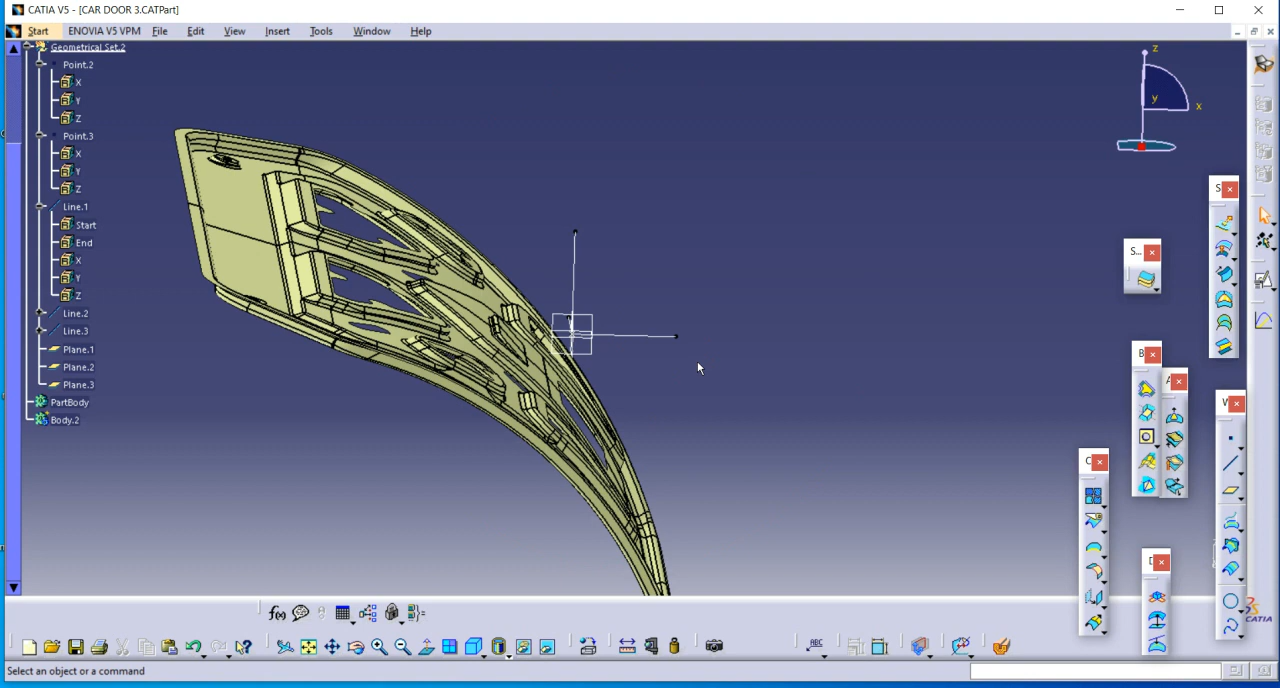 CATIA V5 - [CAR DOOR 3.CATPart]
Start ENOVIA V5 VPM File Edit View Insert Tools Window Help
Geometrical Set.2
Point.2
X
Y
Z
Point.3
X
Y
Z
Line.1
Start
End
X
Y
Z
Line.2
Line.3
Plane.1
Plane.2
Plane.3
PartBody
Body.2
z
y
x
S
S...
B
A
V
C
D
f(x)
ABC
CATIA
Select an object or a command